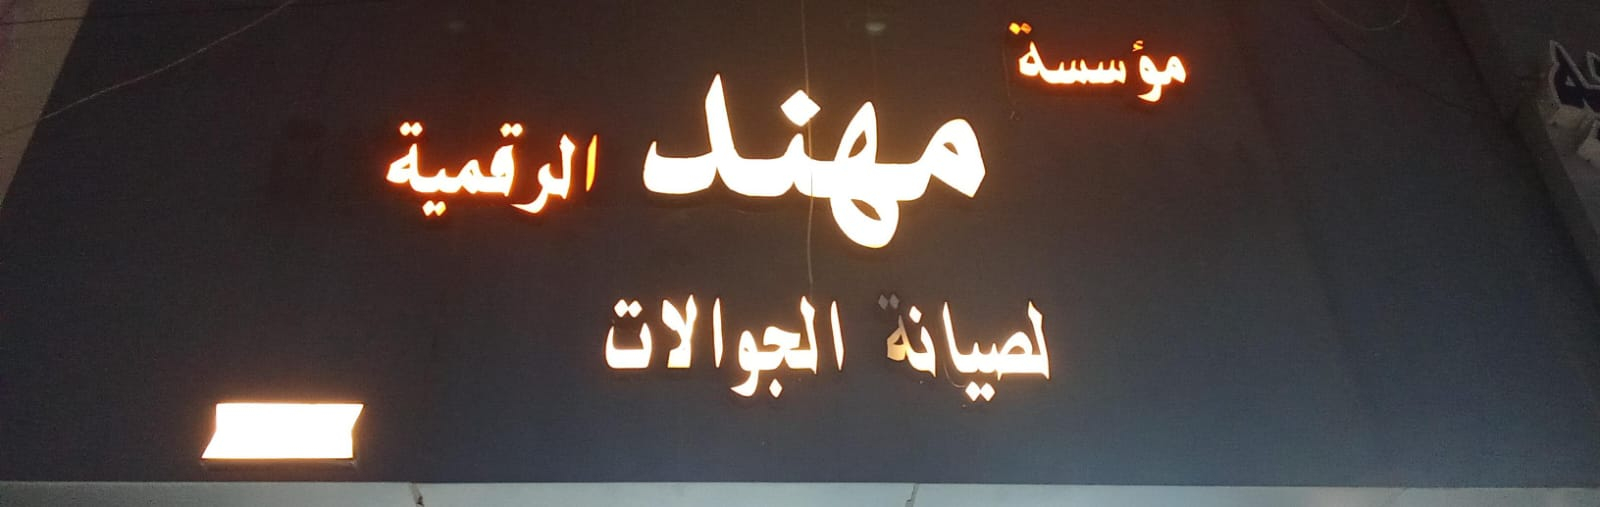 مؤسسة
مهند الرقمية
لصيانة الجوالات